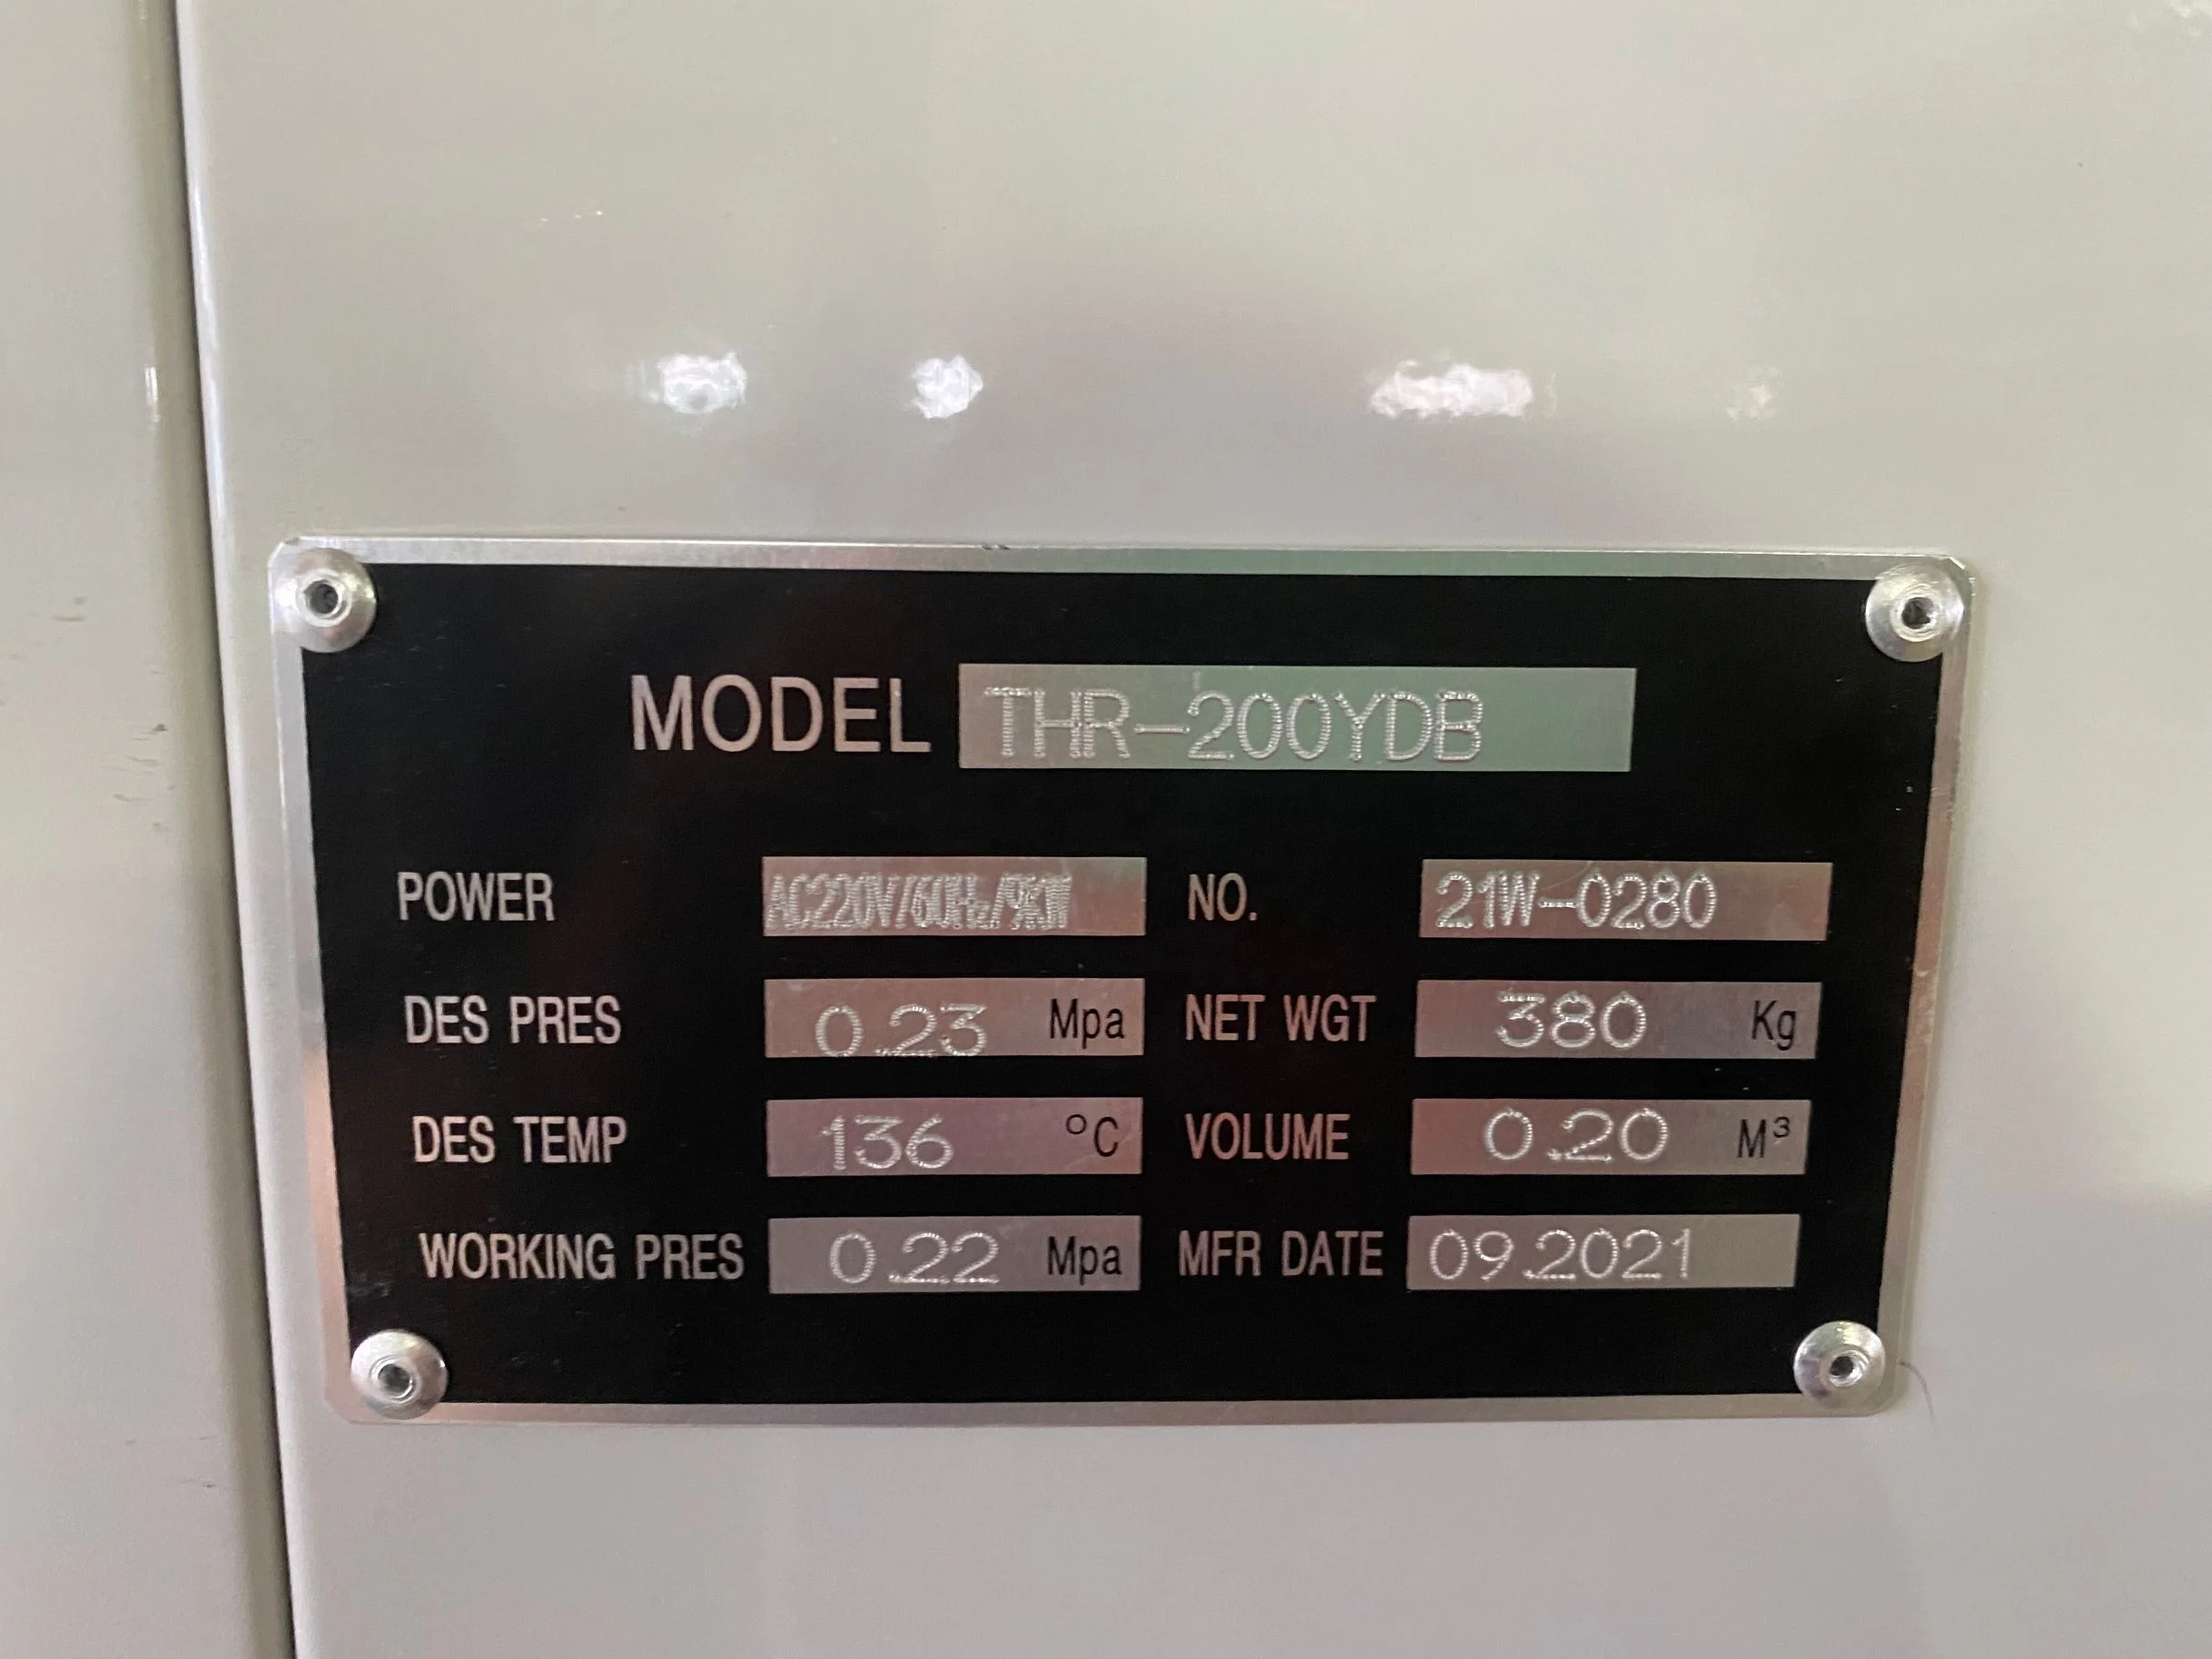 MODEL THR-200YDB
POWER AC220V/60Hz/9KW NO. 21W-0280
DES PRES 0.23 Mpa NET WGT 380 Kg
DES TEMP 136 °C VOLUME 0.20 M³
WORKING PRES 0.22 Mpa MFR DATE 09.2021